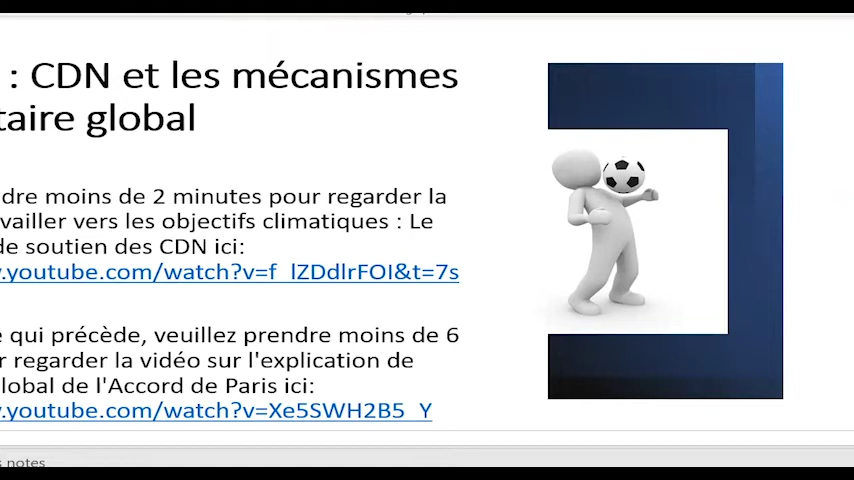 : CDN et les mécanismes
taire global
dre moins de 2 minutes pour regarder la
vailler vers les objectifs climatiques : Le
de soutien des CDN ici:
.youtube.com/watch?v=f_lZDdlrFOI&t=7s
e qui précède, veuillez prendre moins de 6
r regarder la vidéo sur l'explication de
lobal de l'Accord de Paris ici:
.youtube.com/watch?v=Xe5SWH2B5_Y
s notes